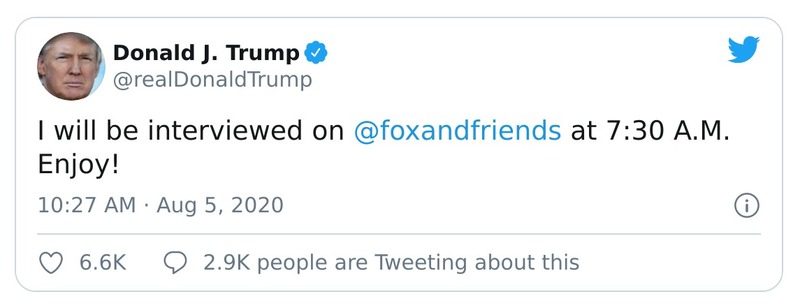 Donald J. Trump
@realDonaldTrump
I will be interviewed on @foxandfriends at 7:30 A.M.
Enjoy!
10:27 AM · Aug 5, 2020
6.6K 2.9K people are Tweeting about this